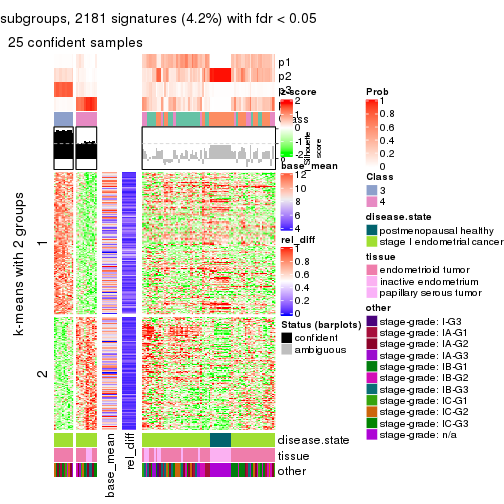 subgroups, 2181 signatures (4.2%) with fdr < 0.05
25 confident samples
p1
p2
p3
Class
Silhouette
score
k-means with 2 groups
1
2
base_mean
rel_diff
disease.state
tissue
other
z-score
2
1
0
-1
-2
base_mean
12
10
8
6
4
rel_diff
1
0.8
0.6
0.4
0.2
0
Status (barplots)
confident
ambiguous
Prob
1
0.8
0.6
0.4
0.2
0
Class
3
4
disease.state
postmenopausal healthy
stage I endometrial cancer
tissue
endometrioid tumor
inactive endometrium
papillary serous tumor
other
stage-grade: I-G3
stage-grade: IA-G1
stage-grade: IA-G2
stage-grade: IA-G3
stage-grade: IB-G1
stage-grade: IB-G2
stage-grade: IB-G3
stage-grade: IC-G1
stage-grade: IC-G2
stage-grade: IC-G3
stage-grade: n/a